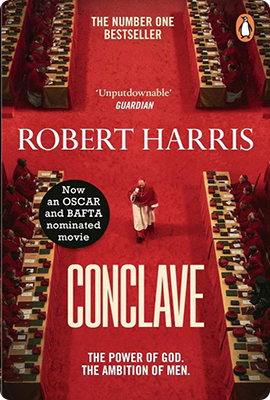 THE NUMBER ONE
BESTSELLER
'Unputdownable'
GUARDIAN
ROBERT HARRIS
Now
an OSCAR
and BAFTA
nominated
movie
CONCLAVE
THE POWER OF GOD.
THE AMBITION OF MEN.